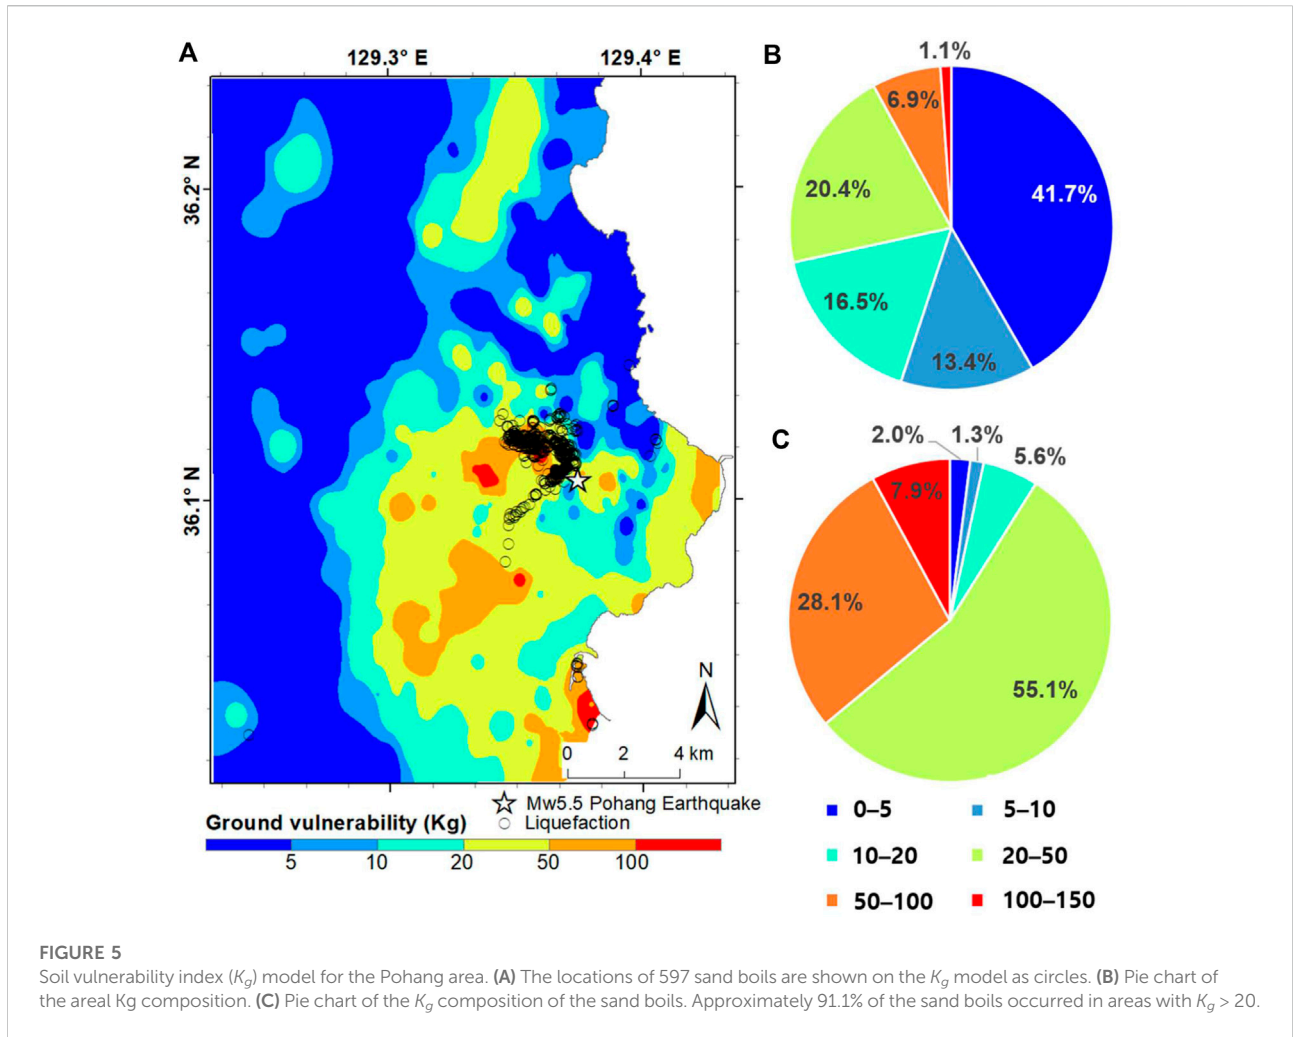 A
129.3° E
129.4° E
36.2° N
36.1° N
N
0 2 4 km
Mw5.5 Pohang Earthquake
Liquefaction
Ground vulnerability (Kg)
5 10 20 50 100
B
1.1%
6.9%
41.7%
20.4%
16.5%
13.4%
C
2.0%
1.3%
5.6%
7.9%
28.1%
55.1%
0–5
5–10
10–20
20–50
50–100
100–150
FIGURE 5
Soil vulnerability index (Kg) model for the Pohang area. (A) The locations of 597 sand boils are shown on the Kg model as circles. (B) Pie chart of
the areal Kg composition. (C) Pie chart of the Kg composition of the sand boils. Approximately 91.1% of the sand boils occurred in areas with Kg > 20.